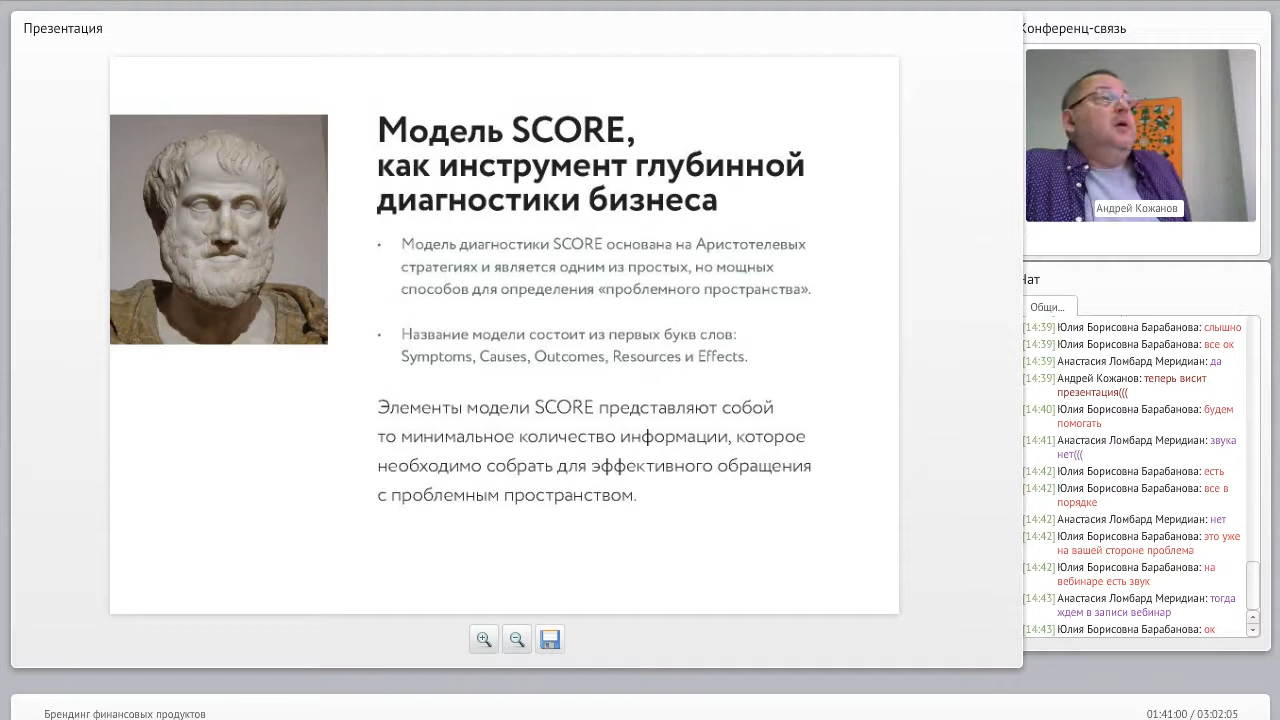 Презентация
Модель SCORE,
как инструмент глубинной
диагностики бизнеса
• Модель диагностики SCORE основана на Аристотелевых
стратегиях и является одним из простых, но мощных
способов для определения «проблемного пространства».
• Название модели состоит из первых букв слов:
Symptoms, Causes, Outcomes, Resources и Effects.
Элементы модели SCORE представляют собой
то минимальное количество информации, которое
необходимо собрать для эффективного обращения
с проблемным пространством.
Конференц-связь
Андрей Кожанов
Чат
Общи...
[14:39] Юлия Борисовна Барабанова: слышно
[14:39] Юлия Борисовна Барабанова: все ок
[14:39] Анастасия Ломбард Меридиан: да
[14:39] Андрей Кожанов: теперь висит
презентация(((
[14:40] Юлия Борисовна Барабанова: будем
помогать
[14:41] Анастасия Ломбард Меридиан: звука
нет(((
[14:42] Юлия Борисовна Барабанова: есть
[14:42] Юлия Борисовна Барабанова: все в
порядке
[14:42] Анастасия Ломбард Меридиан: нет
[14:42] Юлия Борисовна Барабанова: это уже
на вашей стороне проблема
[14:42] Юлия Борисовна Барабанова: на
вебинаре есть звук
[14:43] Анастасия Ломбард Меридиан: тогда
ждем в записи вебинар
[14:43] Юлия Борисовна Барабанова: ок
Брендинг финансовых продуктов
01:41:00 / 03:02:05